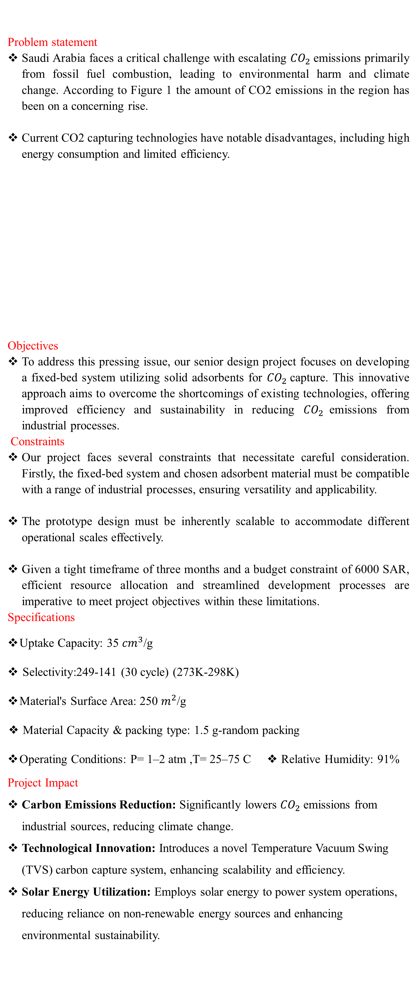 Problem statement
❖ Saudi Arabia faces a critical challenge with escalating CO₂ emissions primarily
from fossil fuel combustion, leading to environmental harm and climate
change. According to Figure 1 the amount of CO2 emissions in the region has
been on a concerning rise.
❖ Current CO2 capturing technologies have notable disadvantages, including high
energy consumption and limited efficiency.
Objectives
❖ To address this pressing issue, our senior design project focuses on developing
a fixed-bed system utilizing solid adsorbents for CO₂ capture. This innovative
approach aims to overcome the shortcomings of existing technologies, offering
improved efficiency and sustainability in reducing CO₂ emissions from
industrial processes.
Constraints
❖ Our project faces several constraints that necessitate careful consideration.
Firstly, the fixed-bed system and chosen adsorbent material must be compatible
with a range of industrial processes, ensuring versatility and applicability.
❖ The prototype design must be inherently scalable to accommodate different
operational scales effectively.
❖ Given a tight timeframe of three months and a budget constraint of 6000 SAR,
efficient resource allocation and streamlined development processes are
imperative to meet project objectives within these limitations.
Specifications
❖ Uptake Capacity: 35 cm³/g
❖ Selectivity:249-141 (30 cycle) (273K-298K)
❖ Material's Surface Area: 250 m²/g
❖ Material Capacity & packing type: 1.5 g-random packing
❖ Operating Conditions: P= 1–2 atm ,T= 25–75 C ❖ Relative Humidity: 91%
Project Impact
❖ Carbon Emissions Reduction: Significantly lowers CO₂ emissions from
industrial sources, reducing climate change.
❖ Technological Innovation: Introduces a novel Temperature Vacuum Swing
(TVS) carbon capture system, enhancing scalability and efficiency.
❖ Solar Energy Utilization: Employs solar energy to power system operations,
reducing reliance on non-renewable energy sources and enhancing
environmental sustainability.